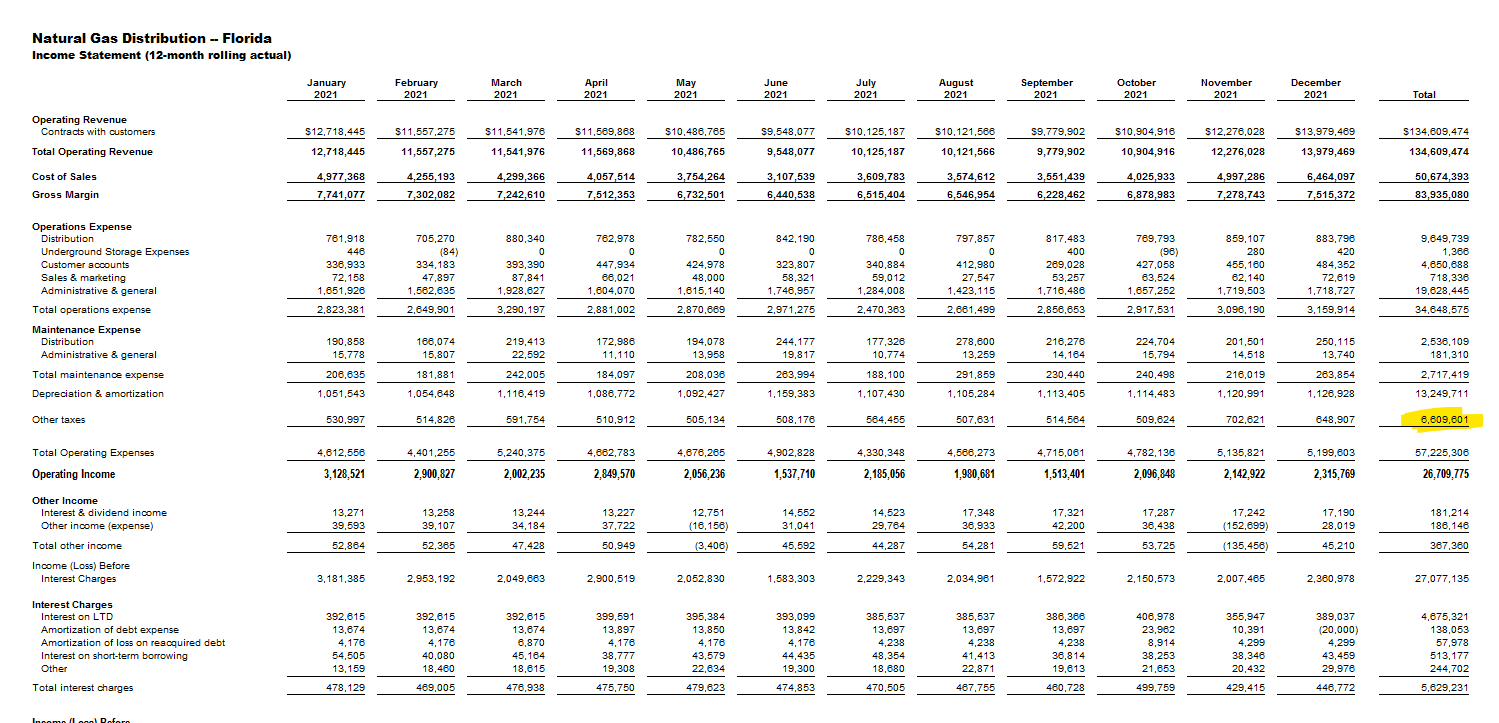 Natural Gas Distribution -- Florida
Income Statement (12-month rolling actual)
January February March April May June July August September October November December
2021 2021 2021 2021 2021 2021 2021 2021 2021 2021 2021 2021 Total
Operating Revenue
Contracts with customers $12,718,445 $11,557,275 $11,541,976 $11,569,868 $10,486,765 $9,548,077 $10,125,187 $10,121,566 $9,779,902 $10,904,916 $12,276,028 $13,979,469 $134,609,474
Total Operating Revenue 12,718,445 11,557,275 11,541,976 11,569,868 10,486,765 9,548,077 10,125,187 10,121,566 9,779,902 10,904,916 12,276,028 13,979,469 134,609,474
Cost of Sales 4,977,368 4,255,193 4,299,366 4,057,514 3,754,264 3,107,539 3,609,783 3,574,612 3,551,439 4,025,933 4,997,286 6,464,097 50,674,393
Gross Margin 7,741,077 7,302,082 7,242,610 7,512,353 6,732,501 6,440,538 6,515,404 6,546,954 6,228,462 6,878,983 7,278,743 7,515,372 83,935,080
Operations Expense
Distribution 761,918 705,270 880,340 762,978 782,550 842,190 786,458 797,857 817,483 769,793 859,107 883,796 9,649,739
Underground Storage Expenses 446 (84) 0 0 0 0 0 0 400 (96) 280 420 1,366
Customer accounts 336,933 334,183 393,390 447,934 424,978 323,807 340,884 412,980 269,028 427,058 455,160 484,352 4,650,688
Sales & marketing 72,158 47,897 87,841 66,021 48,000 58,321 59,012 27,547 53,257 63,524 62,140 72,619 718,336
Administrative & general 1,651,926 1,562,635 1,928,627 1,604,070 1,615,140 1,746,957 1,284,008 1,423,115 1,716,486 1,657,252 1,719,503 1,718,727 19,628,445
Total operations expense 2,823,381 2,649,901 3,290,197 2,881,002 2,870,669 2,971,275 2,470,363 2,661,499 2,856,653 2,917,531 3,096,190 3,159,914 34,648,575
Maintenance Expense
Distribution 190,858 166,074 219,413 172,986 194,078 244,177 177,326 278,600 216,276 224,704 201,501 250,115 2,536,109
Administrative & general 15,778 15,807 22,592 11,110 13,958 19,817 10,774 13,259 14,164 15,794 14,518 13,740 181,310
Total maintenance expense 206,635 181,881 242,005 184,097 208,036 263,994 188,100 291,859 230,440 240,498 216,019 263,854 2,717,419
Depreciation & amortization 1,051,543 1,054,648 1,116,419 1,086,772 1,092,427 1,159,383 1,107,430 1,105,284 1,113,405 1,114,483 1,120,991 1,126,928 13,249,711
Other taxes 530,997 514,826 591,754 510,912 505,134 508,176 564,455 507,631 514,564 509,624 702,621 648,907 6,609,601
Total Operating Expenses 4,612,556 4,401,255 5,240,375 4,662,783 4,676,265 4,902,828 4,330,348 4,566,273 4,715,061 4,782,136 5,135,821 5,199,603 57,225,306
Operating Income 3,128,521 2,900,827 2,002,235 2,849,570 2,056,236 1,537,710 2,185,056 1,980,681 1,513,401 2,096,848 2,142,922 2,315,769 26,709,775
Other Income
Interest & dividend income 13,271 13,258 13,244 13,227 12,751 14,552 14,523 17,348 17,321 17,287 17,242 17,190 181,214
Other income (expense) 39,593 39,107 34,184 37,722 (16,156) 31,041 29,764 36,933 42,200 36,438 (152,699) 28,019 186,146
Total other income 52,864 52,365 47,428 50,949 (3,406) 45,592 44,287 54,281 59,521 53,725 (135,456) 45,210 367,360
Income (Loss) Before
Interest Charges 3,181,385 2,953,192 2,049,663 2,900,519 2,052,830 1,583,303 2,229,343 2,034,961 1,572,922 2,150,573 2,007,465 2,360,978 27,077,135
Interest Charges
Interest on LTD 392,615 392,615 392,615 399,591 395,384 393,099 385,537 385,537 386,366 406,978 355,947 389,037 4,675,321
Amortization of debt expense 13,674 13,674 13,674 13,897 13,850 13,842 13,697 13,697 13,697 23,962 10,391 (20,000) 138,053
Amortization of loss on reacquired debt 4,176 4,176 6,870 4,176 4,176 4,176 4,238 4,238 4,238 8,914 4,299 4,299 57,978
Interest on short-term borrowing 54,505 40,080 45,164 38,777 43,579 44,435 48,354 41,413 36,814 38,253 38,346 43,459 513,177
Other 13,159 18,460 18,615 19,308 22,634 19,300 18,680 22,871 19,613 21,653 20,432 29,976 244,702
Total interest charges 478,129 469,005 476,938 475,750 479,623 474,853 470,505 467,755 460,728 499,759 429,415 446,772 5,629,231
Income (Loss) Before